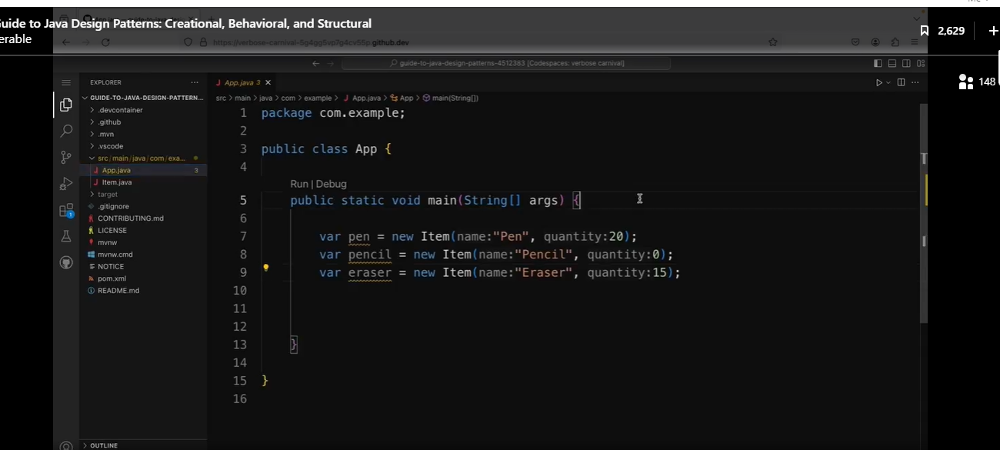 Guide to Java Design Patterns: Creational, Behavioral, and Structural
erable
2,629
148
https://verbose-carnival-5g4gg5vp7g4cv55p.github.dev
guide-to-java-design-patterns-4512383 [Codespaces: verbose carnival]
EXPLORER
GUIDE-TO-JAVA-DESIGN-PATTERN...
.devcontainer
.github
.mvn
.vscode
src / main / java / com / exa...
App.java 3
Item.java
target
.gitignore
CONTRIBUTING.md
LICENSE
mvnw
mvnw.cmd
NOTICE
pom.xml
README.md
OUTLINE
1
App.java 3
src > main > java > com > example > App.java > App > main(String[])
1 package com.example;
2
3 public class App {
4
Run | Debug
5 public static void main(String[] args) {
6
7 var pen = new Item(name:"Pen", quantity:20);
8 var pencil = new Item(name:"Pencil", quantity:0);
9 var eraser = new Item(name:"Eraser", quantity:15);
10
11
12
13 }
14
15 }
16